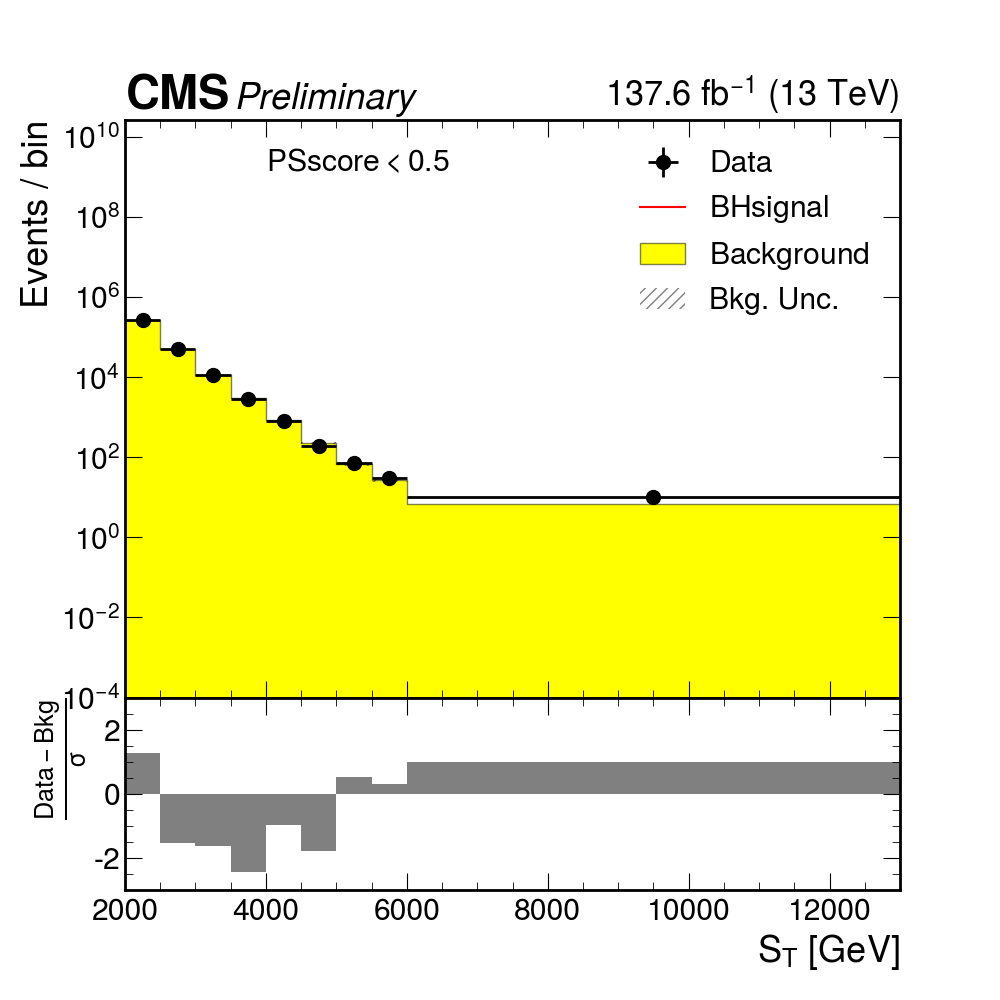 CMS Preliminary 137.6 fb⁻¹ (13 TeV)
Events / bin
10¹⁰
10⁸
10⁶
10⁴
10²
10⁰
10⁻²
10⁻⁴
PSscore < 0.5
Data
BHsignal
Background
Bkg. Unc.
Data − Bkg
σ
2
0
-2
2000 4000 6000 8000 10000 12000
S_T [GeV]